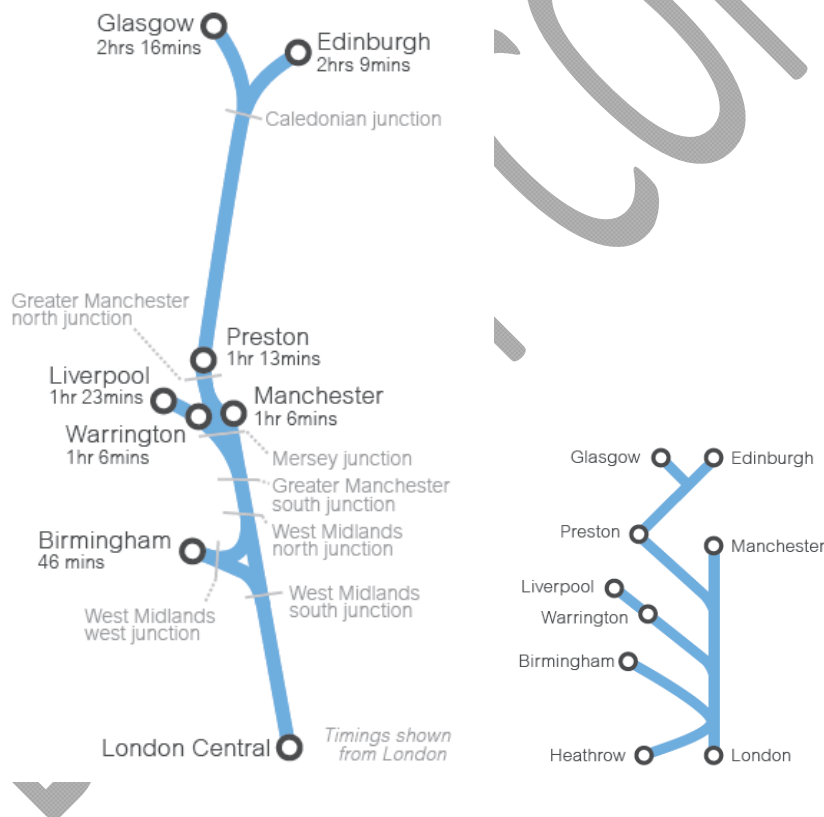 Glasgow
2hrs 16mins
Edinburgh
2hrs 9mins
Caledonian junction
Greater Manchester
north junction
Preston
1hr 13mins
Liverpool
1hr 23mins
Manchester
1hr 6mins
Warrington
1hr 6mins
Mersey junction
Greater Manchester
south junction
West Midlands
north junction
Birmingham
46 mins
West Midlands
south junction
West Midlands
west junction
London Central
Timings shown
from London
Glasgow
Edinburgh
Preston
Manchester
Liverpool
Warrington
Birmingham
Heathrow
London